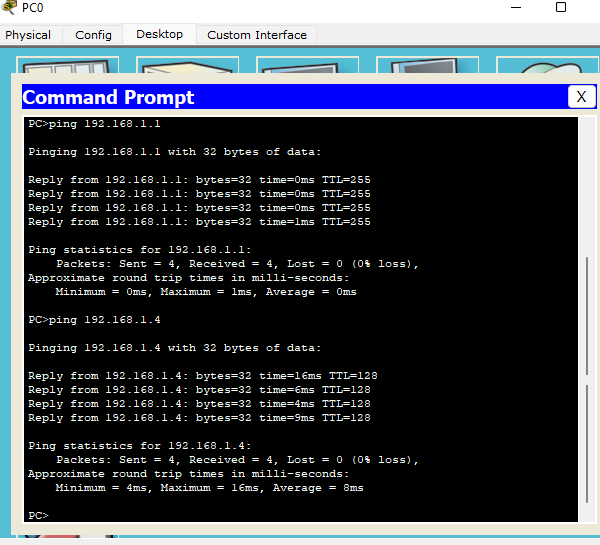 PC0
Physical Config Desktop Custom Interface
Command Prompt X
PC>ping 192.168.1.1
Pinging 192.168.1.1 with 32 bytes of data:
Reply from 192.168.1.1: bytes=32 time=0ms TTL=255
Reply from 192.168.1.1: bytes=32 time=0ms TTL=255
Reply from 192.168.1.1: bytes=32 time=0ms TTL=255
Reply from 192.168.1.1: bytes=32 time=1ms TTL=255
Ping statistics for 192.168.1.1:
Packets: Sent = 4, Received = 4, Lost = 0 (0% loss),
Approximate round trip times in milli-seconds:
Minimum = 0ms, Maximum = 1ms, Average = 0ms
PC>ping 192.168.1.4
Pinging 192.168.1.4 with 32 bytes of data:
Reply from 192.168.1.4: bytes=32 time=16ms TTL=128
Reply from 192.168.1.4: bytes=32 time=6ms TTL=128
Reply from 192.168.1.4: bytes=32 time=4ms TTL=128
Reply from 192.168.1.4: bytes=32 time=9ms TTL=128
Ping statistics for 192.168.1.4:
Packets: Sent = 4, Received = 4, Lost = 0 (0% loss),
Approximate round trip times in milli-seconds:
Minimum = 4ms, Maximum = 16ms, Average = 8ms
PC>